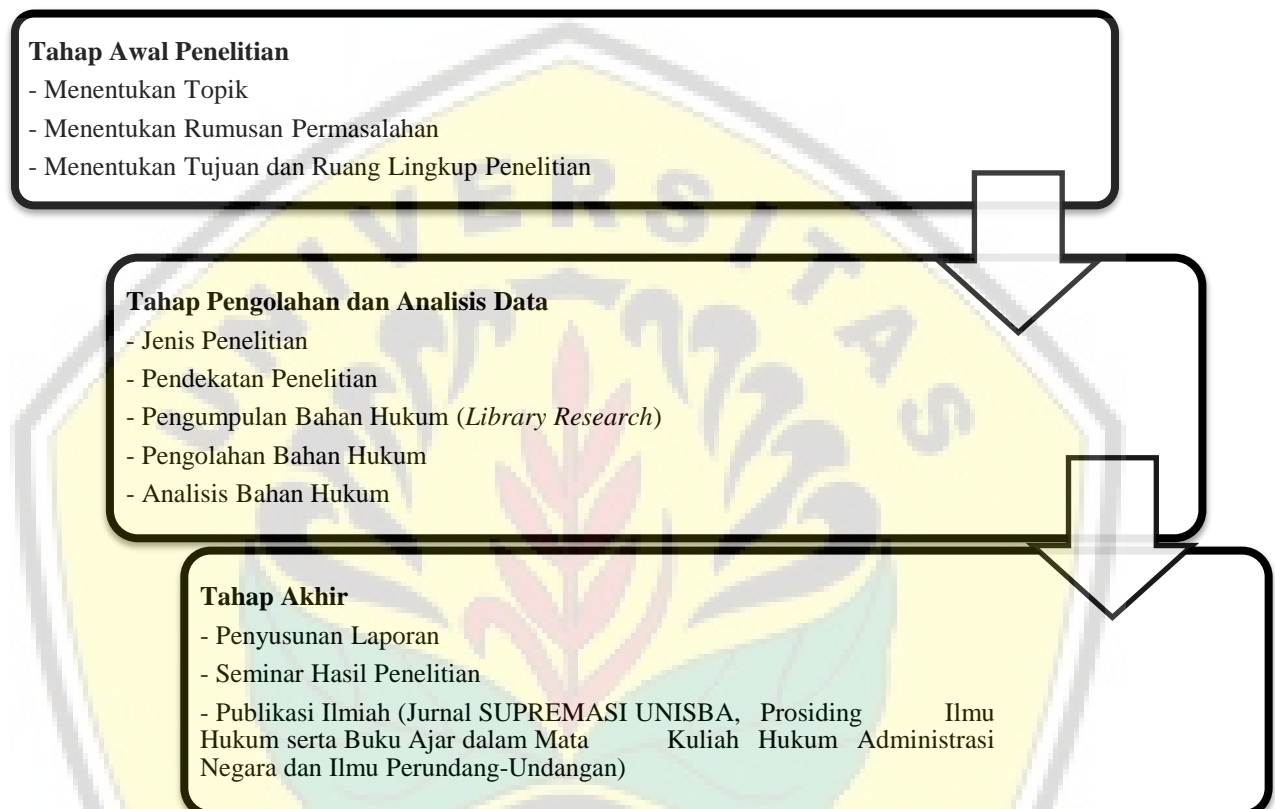 Tahap Awal Penelitian
- Menentukan Topik
- Menentukan Rumusan Permasalahan
- Menentukan Tujuan dan Ruang Lingkup Penelitian
UNIVERSITAS
Tahap Pengolahan dan Analisis Data
- Jenis Penelitian
- Pendekatan Penelitian
- Pengumpulan Bahan Hukum (Library Research)
- Pengolahan Bahan Hukum
- Analisis Bahan Hukum
Tahap Akhir
- Penyusunan Laporan
- Seminar Hasil Penelitian
- Publikasi Ilmiah (Jurnal SUPREMASI UNISBA, Prosiding Ilmu
Hukum serta Buku Ajar dalam Mata Kuliah Hukum Administrasi
Negara dan Ilmu Perundang-Undangan)